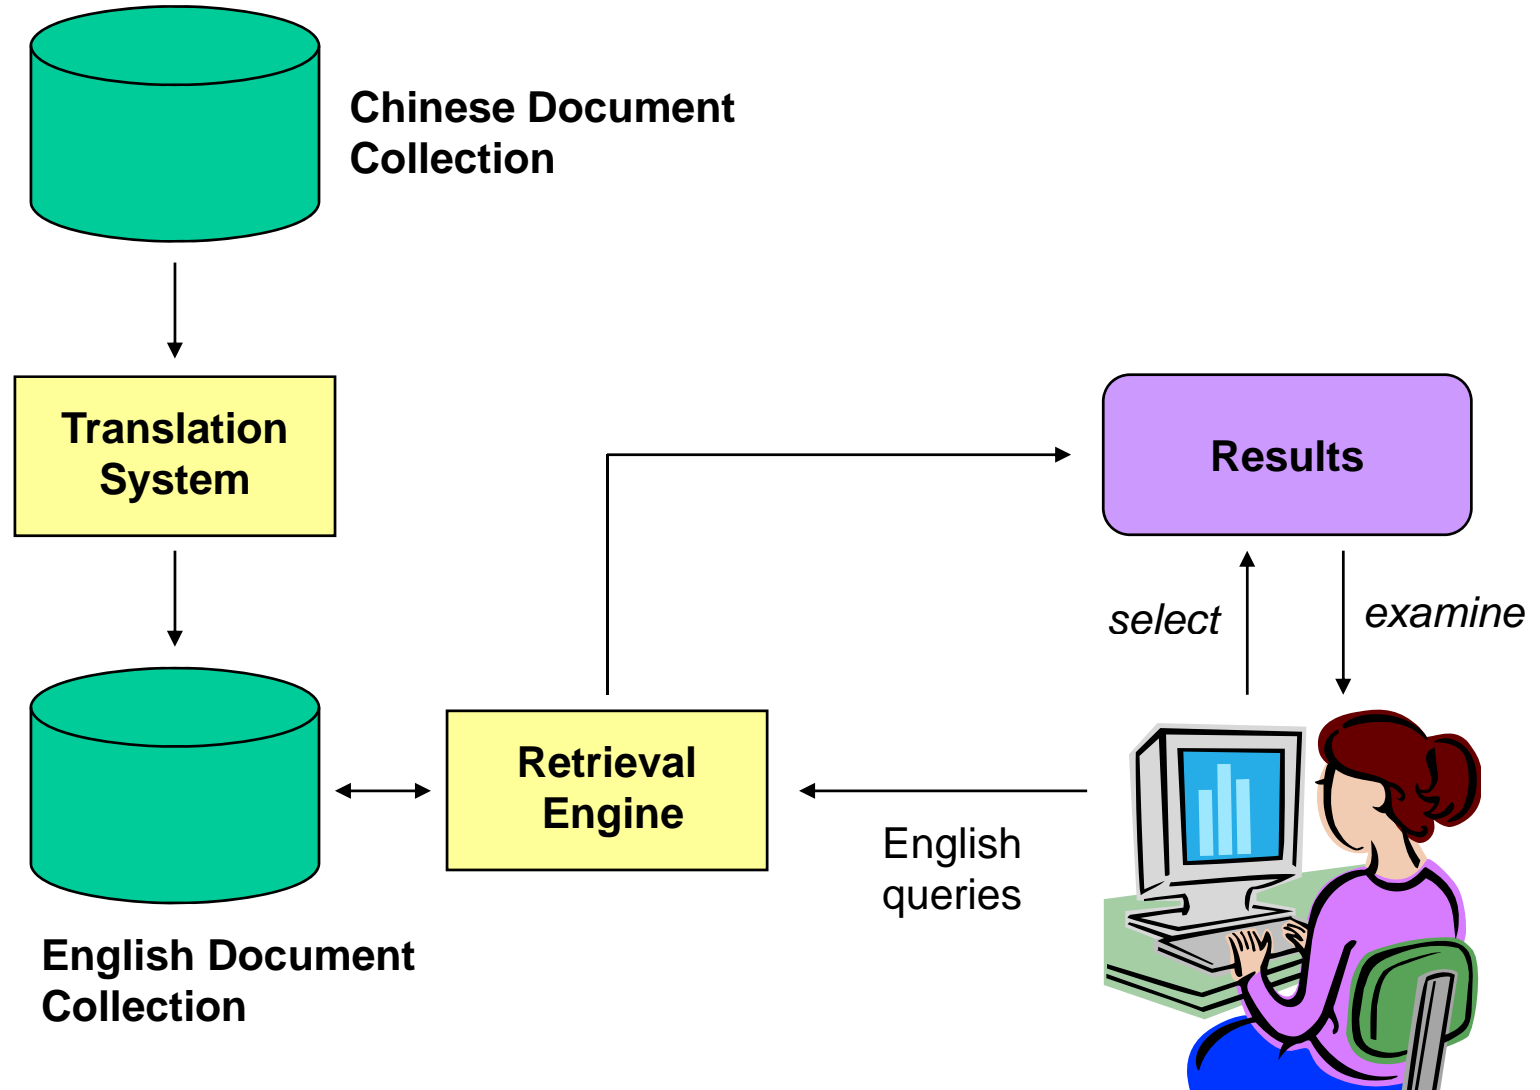 Chinese Document
Collection
Translation
System
Results
select
examine
Retrieval
Engine
English
queries
English Document
Collection